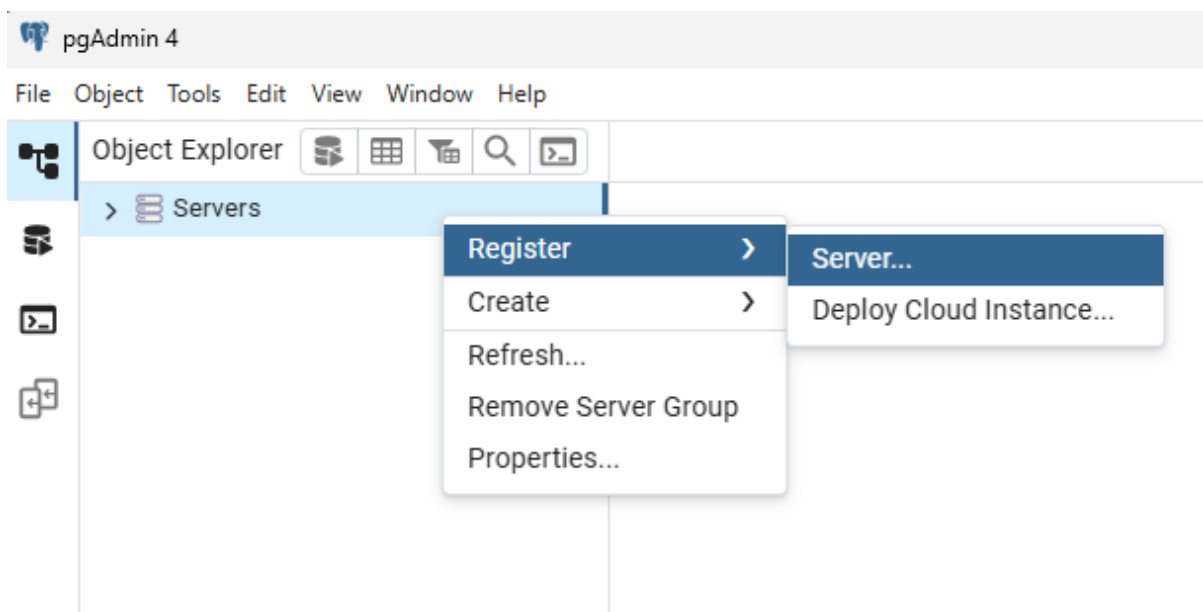 pgAdmin 4
File Object Tools Edit View Window Help
Object Explorer
Servers
Register
Server...
Create
Deploy Cloud Instance...
Refresh...
Remove Server Group
Properties...